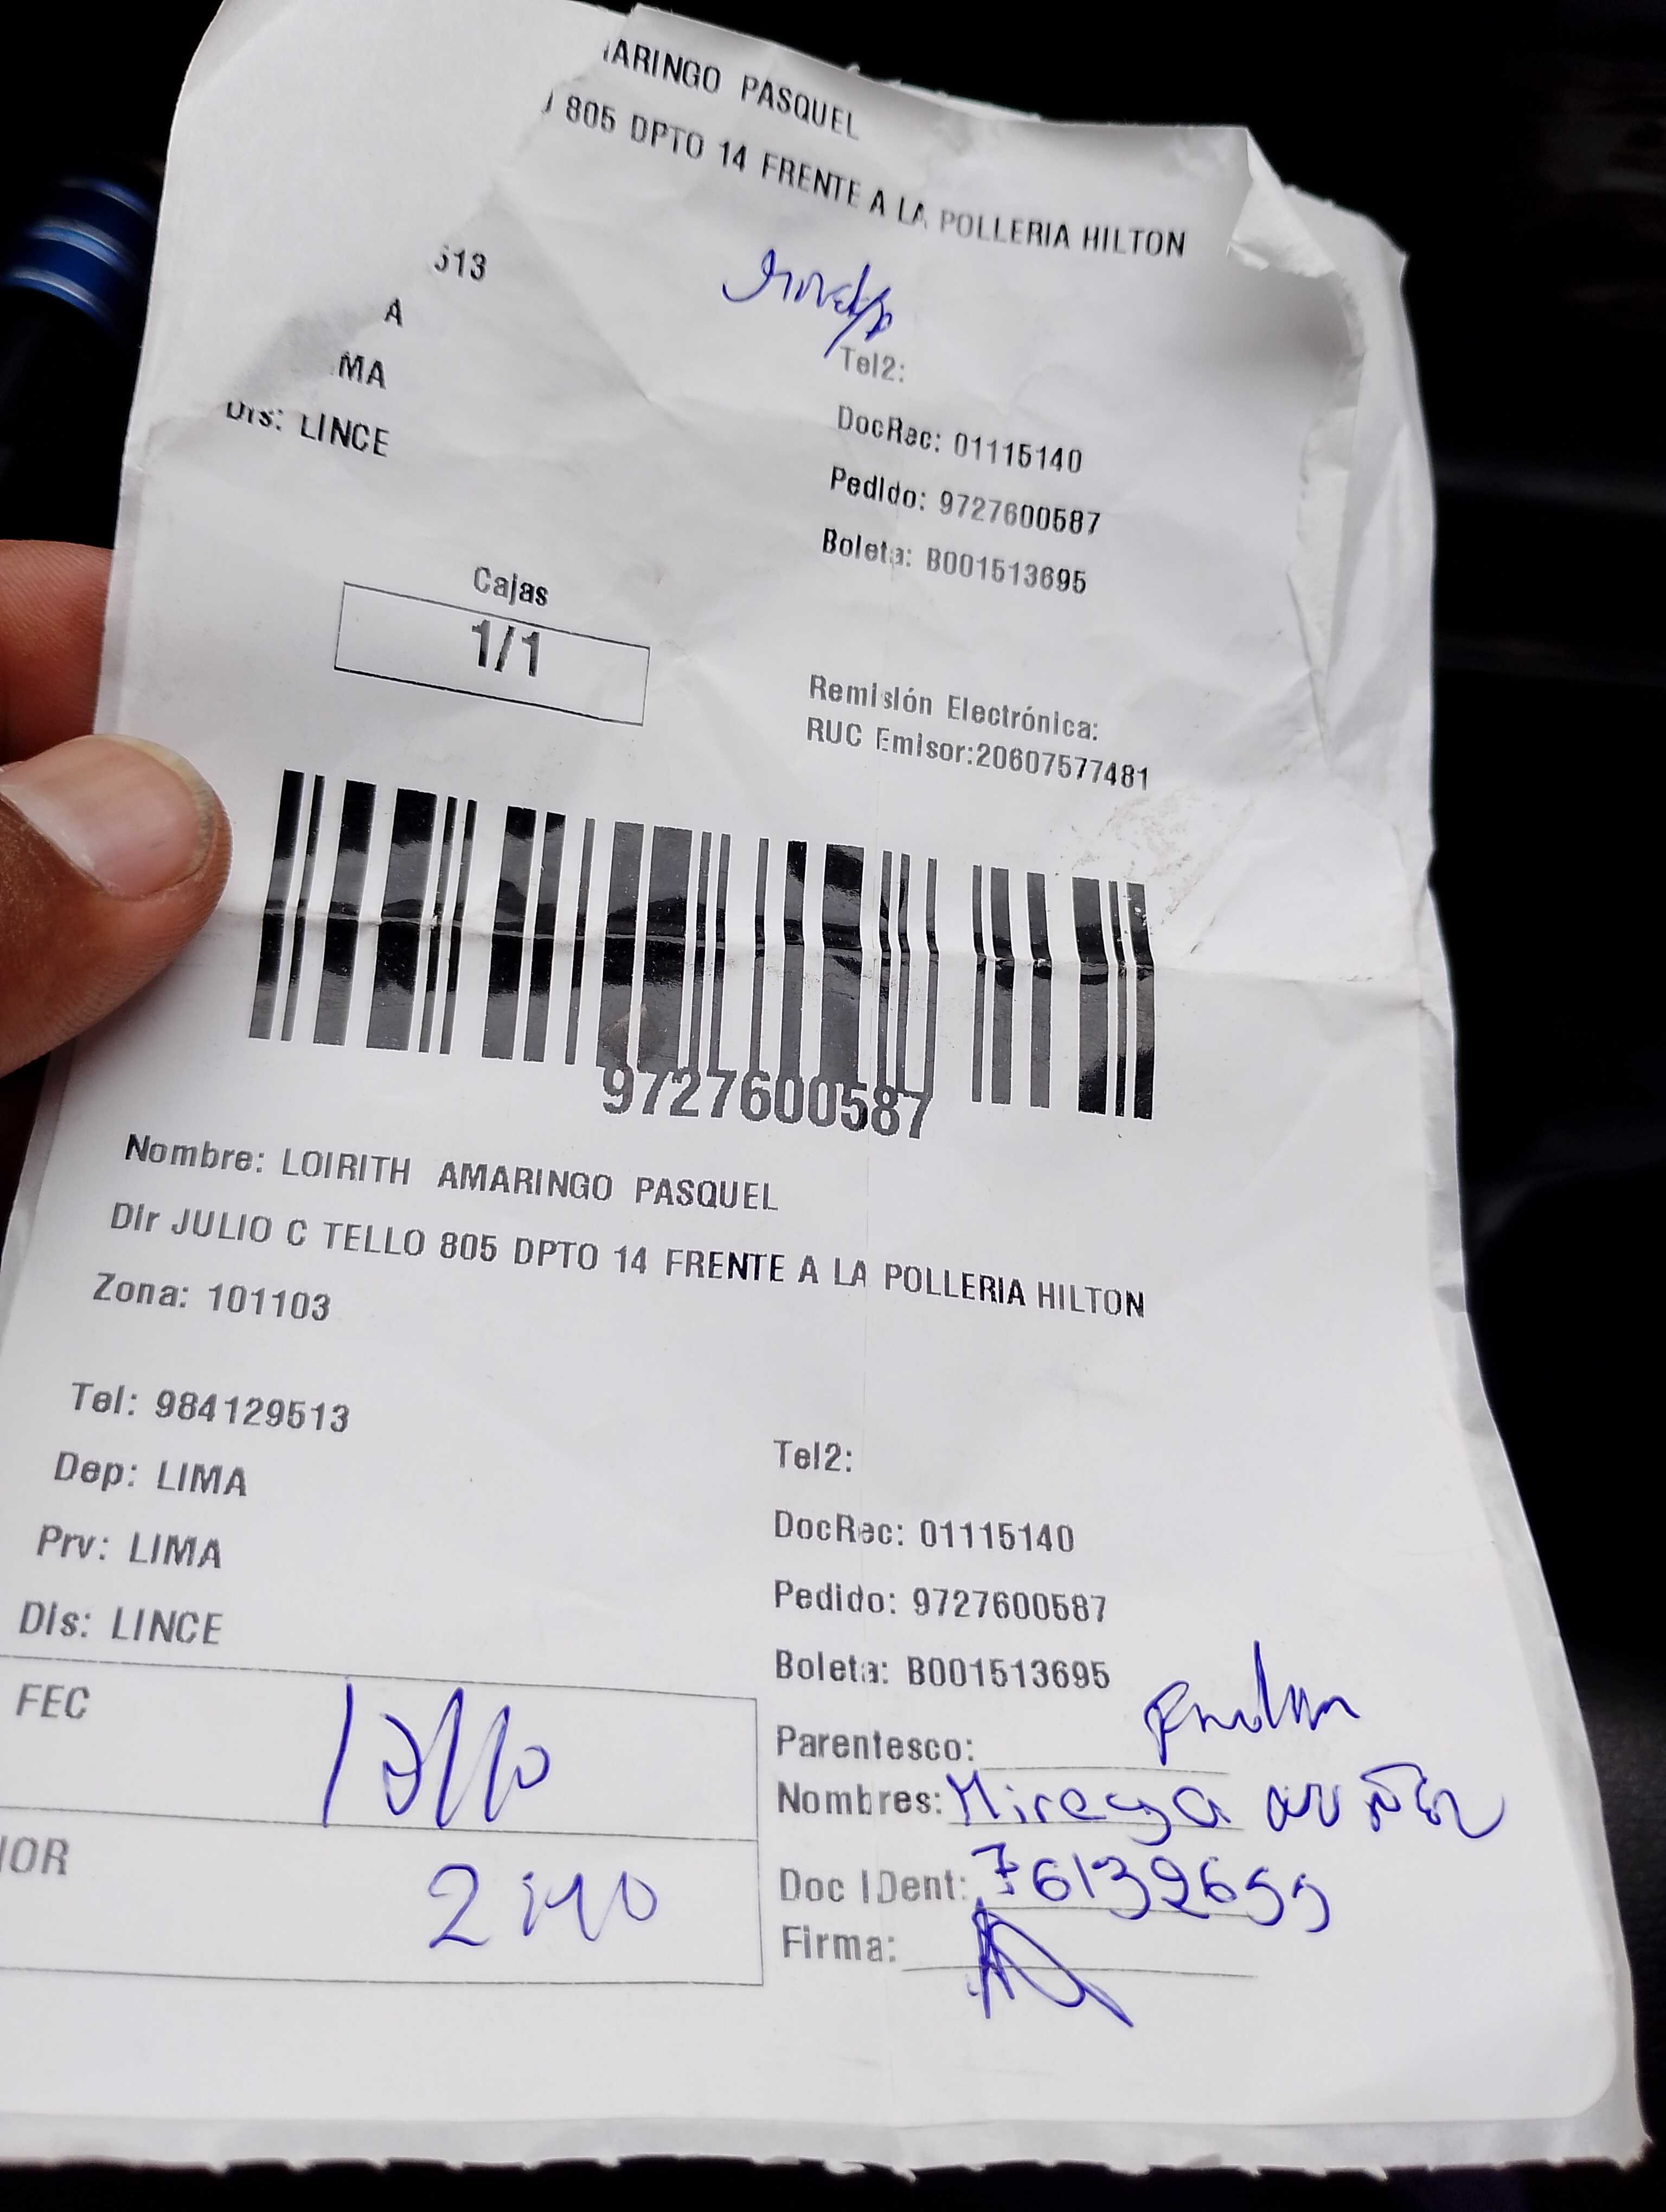 ARINGO PASQUEL
805 DPTO 14 FRENTE A LA POLLERIA HILTON
513
A
MA
Dis: LINCE
Tel2:
DocRec: 01115140
Pedido: 9727600587
Boleta: B001513695
Cajas
1/1
Remisión Electrónica:
RUC Emisor:20607577481
9727600587
Nombre: LOIRITH AMARINGO PASQUEL
Dir JULIO C TELLO 805 DPTO 14 FRENTE A LA POLLERIA HILTON
Zona: 101103
Tel: 984129513
Dep: LIMA
Prv: LIMA
Dis: LINCE
Tel2:
DocRec: 01115140
Pedido: 9727600587
Boleta: B001513695
FEC
HOR
Parentesco:
Nombres: Mireya
Doc IDent: 76132655
Firma: